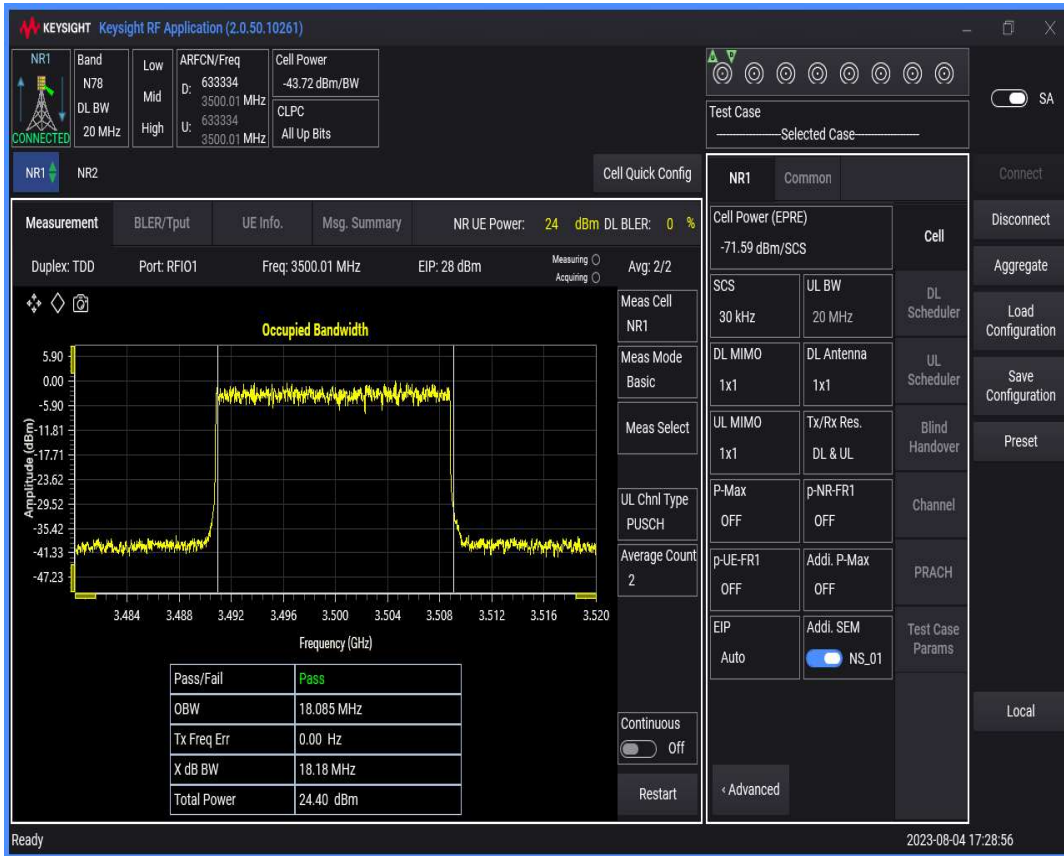 KEYSIGHT Keysight RF Application (2.0.50.10261)
NR1
CONNECTED
Band
N78
DL BW
20 MHz
Low
Mid
High
ARFCN/Freq
D: 633334
3500.01 MHz
U: 633334
3500.01 MHz
Cell Power
-43.72 dBm/BW
CLPC
All Up Bits
Test Case
-----Selected Case-----
SA
NR1 NR2 Cell Quick Config
NR1 Common
Connect
Measurement BLER/Tput UE Info. Msg. Summary NR UE Power: 24 dBm DL BLER: 0 %
Duplex: TDD Port: RFIO1 Freq: 3500.01 MHz EIP: 28 dBm Measuring Acquiring Avg: 2/2
Occupied Bandwidth
Amplitude (dBm)
5.90
0.00
-5.90
-11.81
-17.71
-23.62
-29.52
-35.42
-41.33
-47.23
3.484 3.488 3.492 3.496 3.500 3.504 3.508 3.512 3.516 3.520
Frequency (GHz)
Pass/Fail Pass
OBW 18.085 MHz
Tx Freq Err 0.00 Hz
X dB BW 18.18 MHz
Total Power 24.40 dBm
Meas Cell
NR1
Meas Mode
Basic
Meas Select
UL Chnl Type
PUSCH
Average Count
2
Continuous
Off
Restart
Cell Power (EPRE)
-71.59 dBm/SCS
SCS
30 kHz
UL BW
20 MHz
DL MIMO
1x1
DL Antenna
1x1
UL MIMO
1x1
Tx/Rx Res.
DL & UL
P-Max
OFF
p-NR-FR1
OFF
p-UE-FR1
OFF
Addi. P-Max
OFF
EIP
Auto
Addi. SEM
NS_01
‹ Advanced
Cell
DL
Scheduler
UL
Scheduler
Blind
Handover
Channel
PRACH
Test Case
Params
Disconnect
Aggregate
Load
Configuration
Save
Configuration
Preset
Local
Ready
2023-08-04 17:28:56